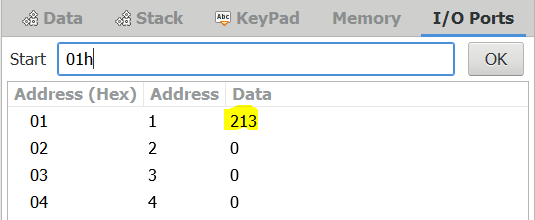 Data Stack Abc KeyPad Memory I/O Ports
Start 01h OK
Address (Hex) Address Data
01 1 213
02 2 0
03 3 0
04 4 0